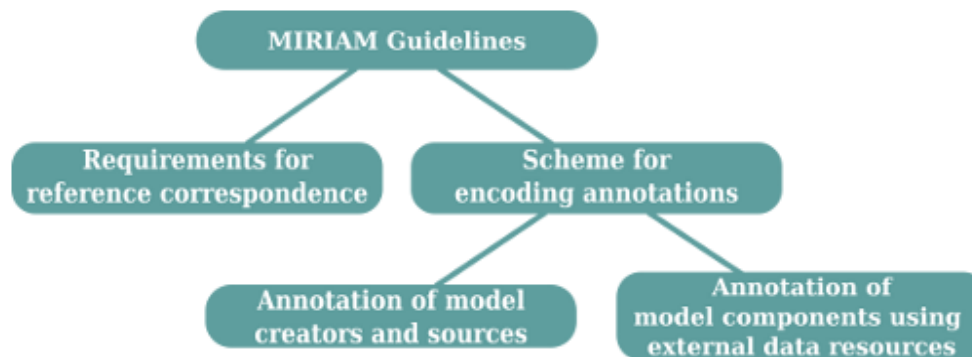 MIRIAM Guidelines
Requirements for
reference correspondence
Scheme for
encoding annotations
Annotation of model
creators and sources
Annotation of
model components using
external data resources